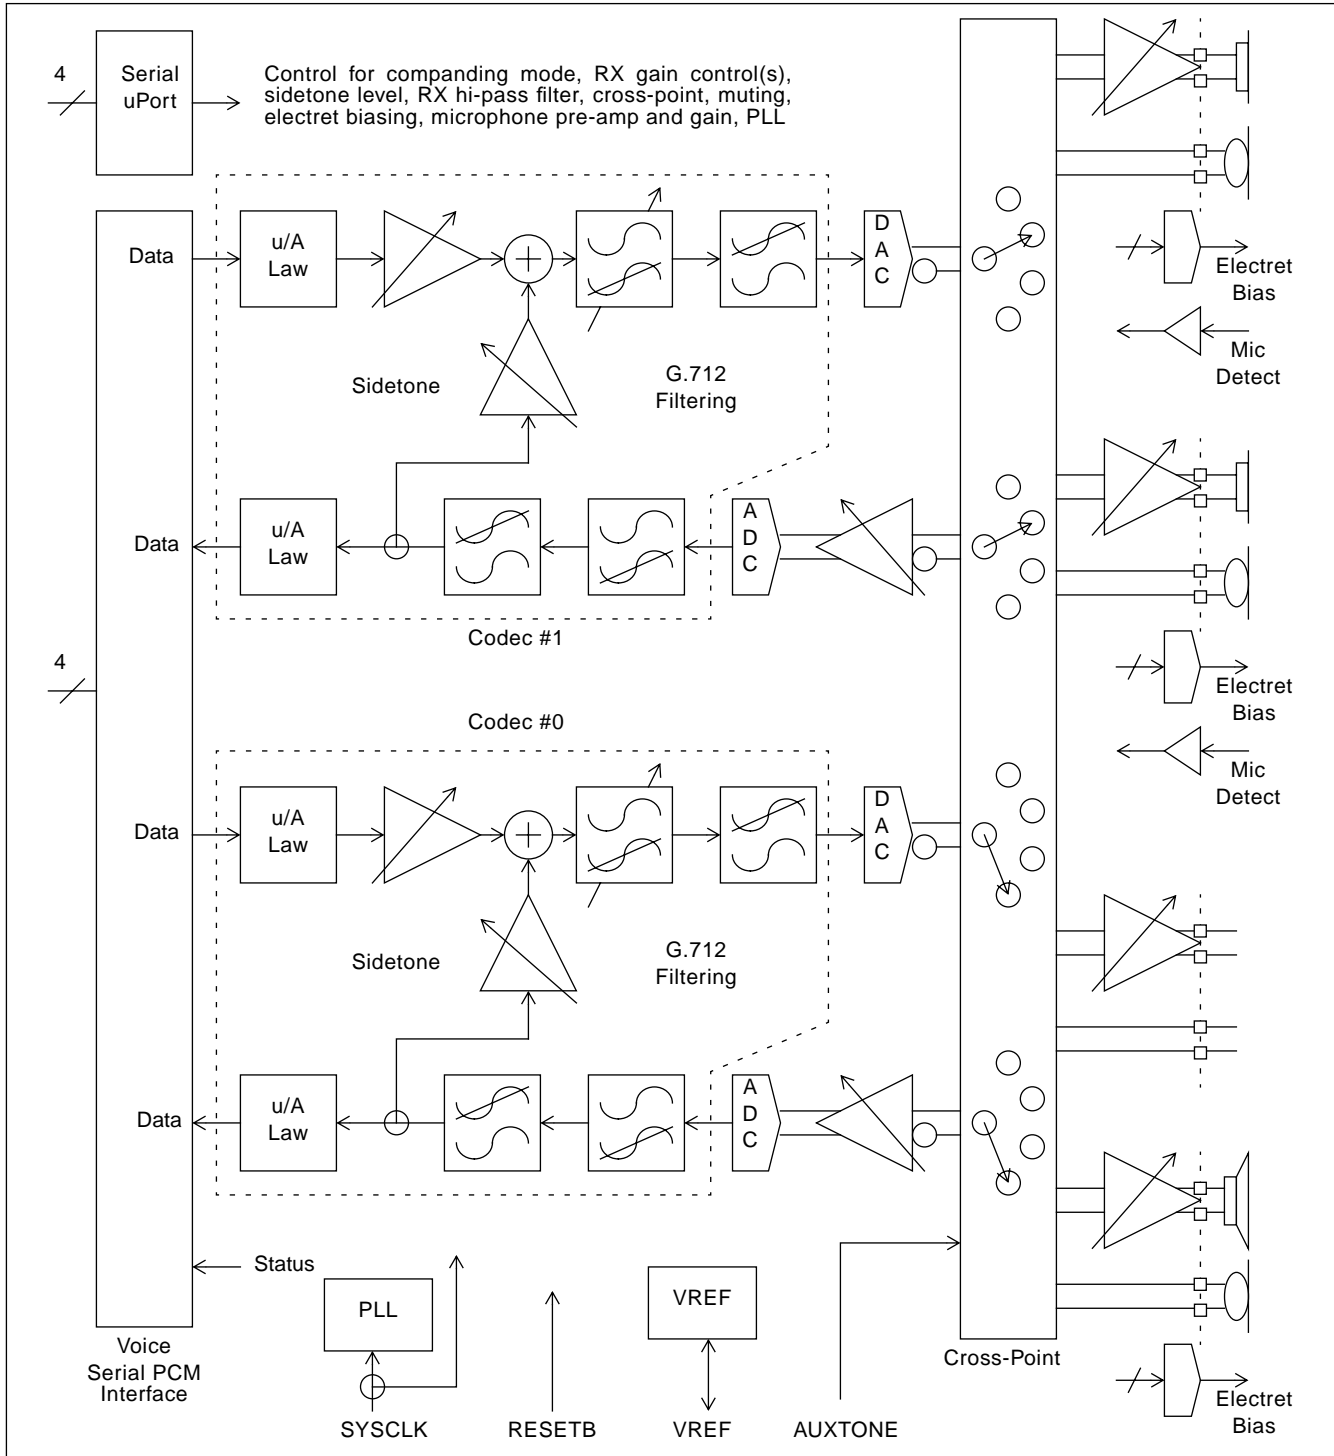 4
Serial
uPort
Control for companding mode, RX gain control(s),
sidetone level, RX hi-pass filter, cross-point, muting,
electret biasing, microphone pre-amp and gain, PLL
Data
u/A
Law
D
A
C
Electret
Bias
Sidetone
G.712
Filtering
Mic
Detect
Data
u/A
Law
A
D
C
Codec #1
4
Electret
Bias
Codec #0
Mic
Detect
Data
u/A
Law
D
A
C
Sidetone
G.712
Filtering
Data
u/A
Law
A
D
C
Status
PLL
VREF
Voice
Serial PCM
Interface
Cross-Point
SYSCLK
RESETB
VREF
AUXTONE
Electret
Bias